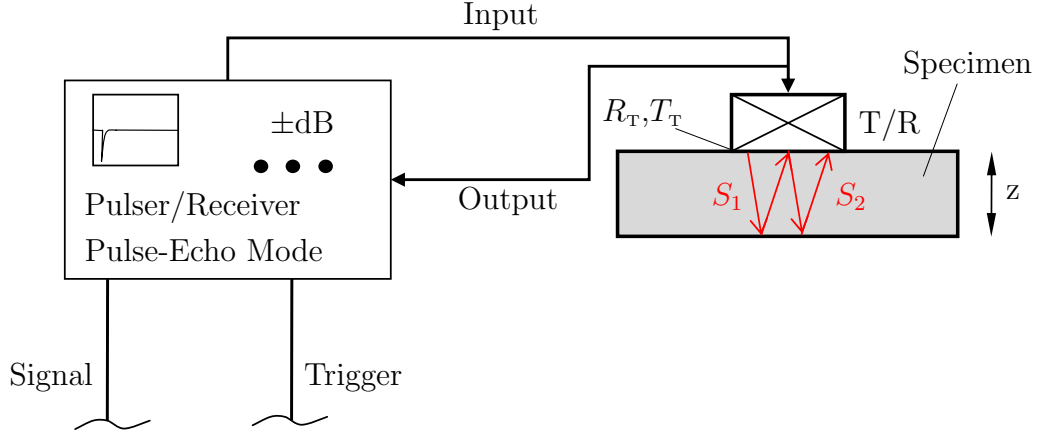 Input
Specimen
R_T,T_T
T/R
±dB
S_1
S_2
z
Output
Pulser/Receiver
Pulse-Echo Mode
Signal
Trigger